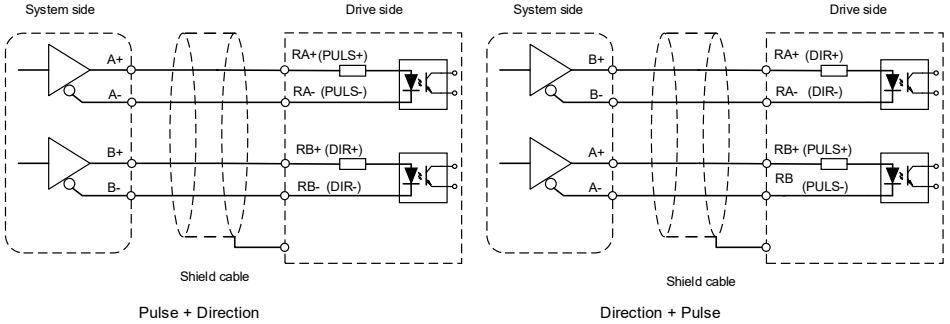 System side
Drive side
A+
RA+ (PULS+)
A-
RA- (PULS-)
B+
RB+ (DIR+)
B-
RB- (DIR-)
Shield cable
Pulse + Direction
System side
Drive side
B+
RA+ (DIR+)
B-
RA- (DIR-)
A+
RB+ (PULS+)
A-
RB (PULS-)
Shield cable
Direction + Pulse